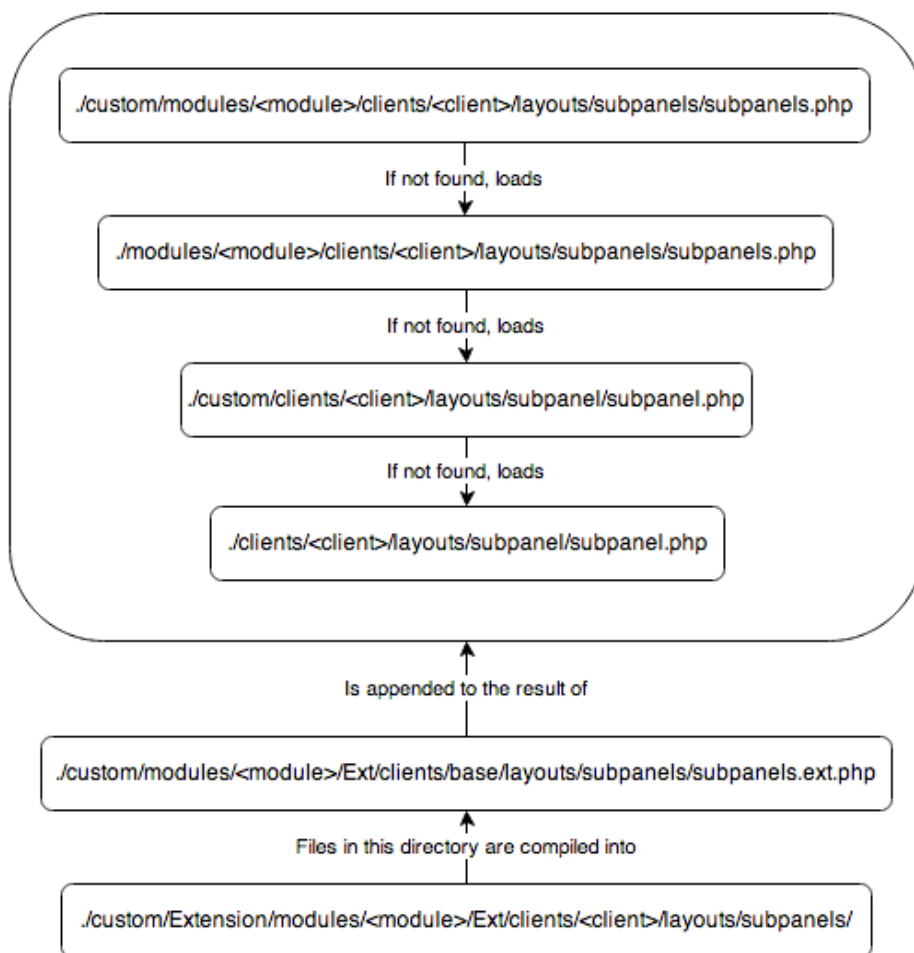 ./custom/modules/<module>/clients/<client>/layouts/subpanels/subpanels.php
If not found, loads
./modules/<module>/clients/<client>/layouts/subpanels/subpanels.php
If not found, loads
./custom/clients/<client>/layouts/subpanel/subpanel.php
If not found, loads
./clients/<client>/layouts/subpanel/subpanel.php
Is appended to the result of
./custom/modules/<module>/Ext/clients/base/layouts/subpanels/subpanels.ext.php
Files in this directory are compiled into
./custom/Extension/modules/<module>/Ext/clients/<client>/layouts/subpanels/